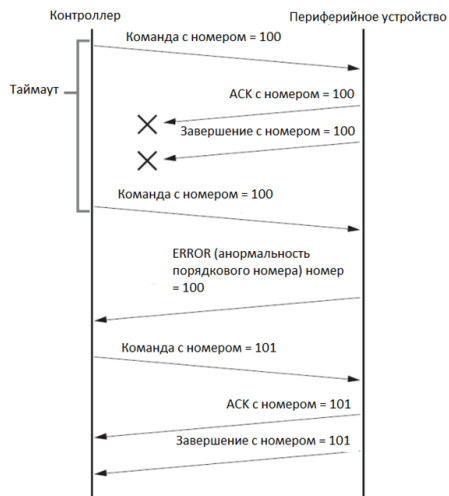 Контроллер
Периферийное устройство
Команда с номером = 100
Таймаут
ACK с номером = 100
Завершение с номером = 100
Команда с номером = 100
ERROR (анормальность
порядкового номера) номер
= 100
Команда с номером = 101
ACK с номером = 101
Завершение с номером = 101